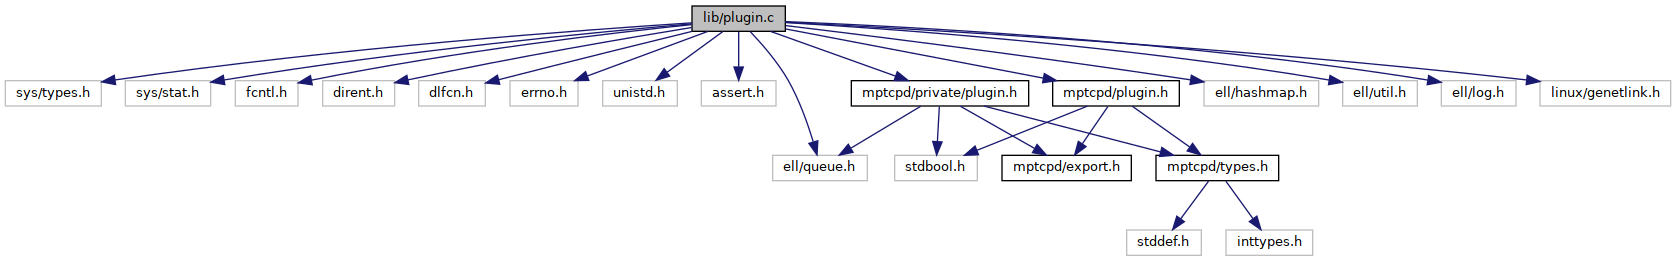 lib/plugin.c
sys/types.h
sys/stat.h
fcntl.h
dirent.h
dlfcn.h
errno.h
unistd.h
assert.h
mptcpd/private/plugin.h
mptcpd/plugin.h
ell/hashmap.h
ell/util.h
ell/log.h
linux/genetlink.h
ell/queue.h
stdbool.h
mptcpd/export.h
mptcpd/types.h
stddef.h
inttypes.h